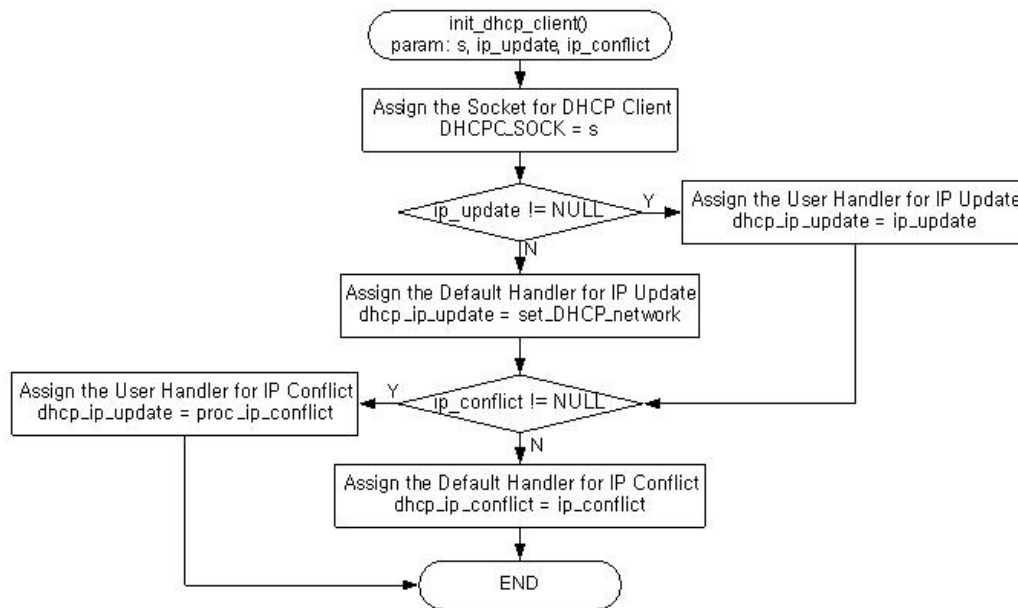 init_dhcp_client()
param: s, ip_update, ip_conflict
Assign the Socket for DHCP Client
DHCPC_SOCK = s
ip_update != NULL
Y
Assign the User Handler for IP Update
dhcp_ip_update = ip_update
N
Assign the Default Handler for IP Update
dhcp_ip_update = set_DHCP_network
Assign the User Handler for IP Conflict
dhcp_ip_update = proc_ip_conflict
Y
ip_conflict != NULL
N
Assign the Default Handler for IP Conflict
dhcp_ip_conflict = ip_conflict
END